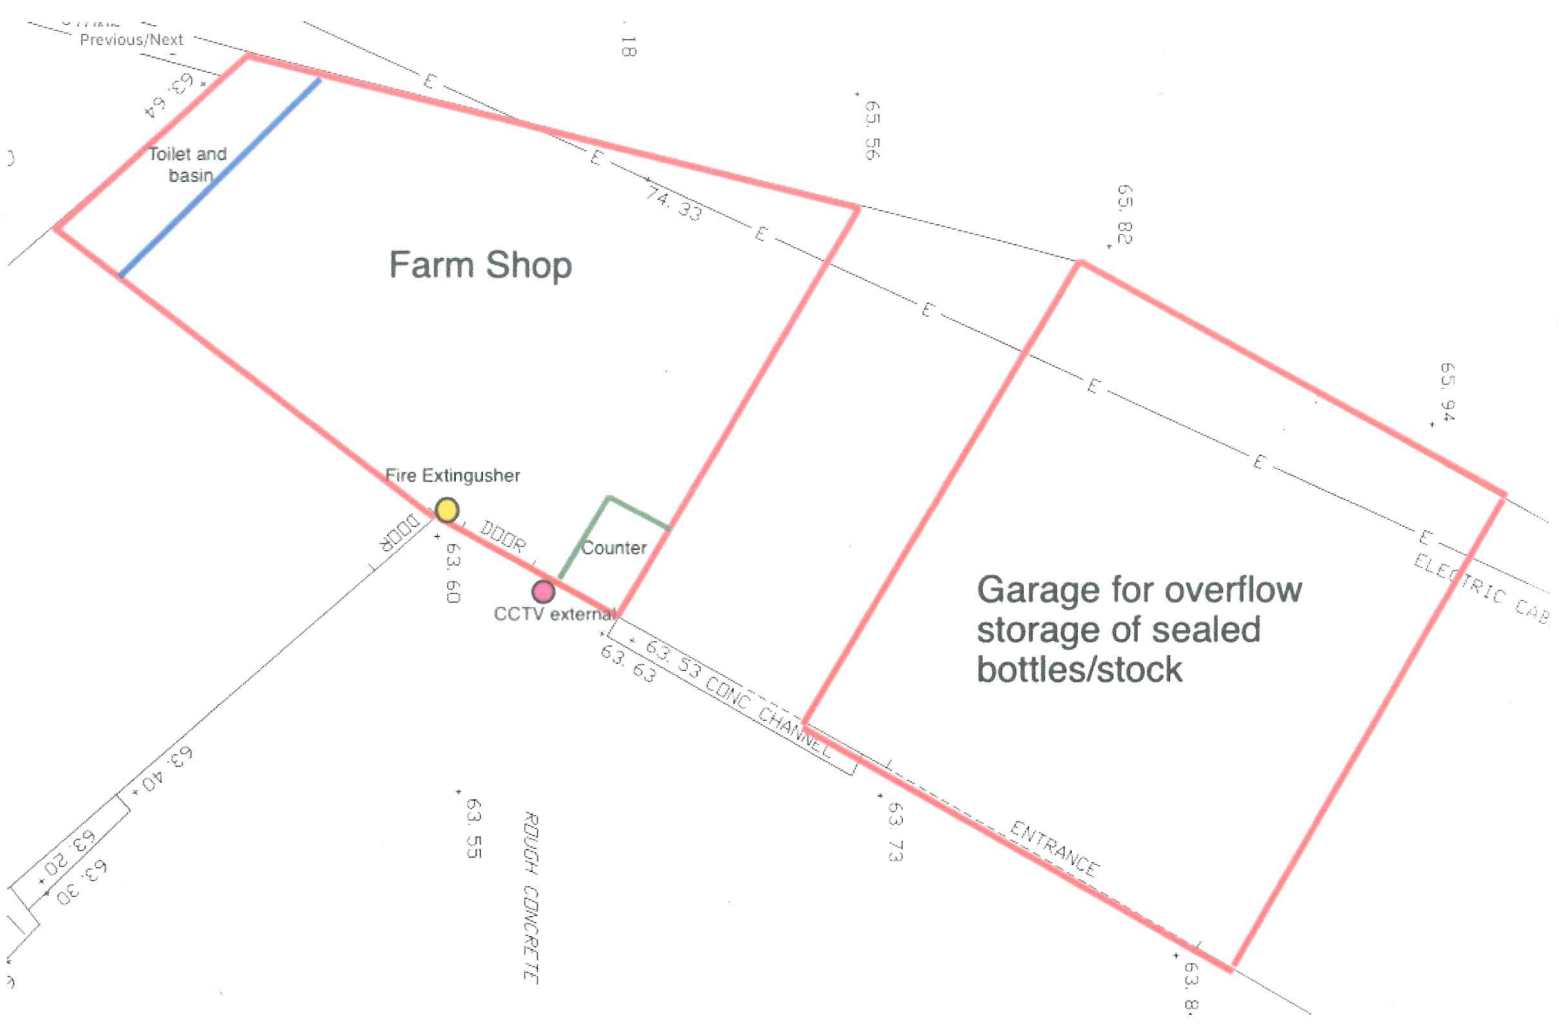 Previous/Next
18
E
63.64
65.56
Toilet and
basin
E
74.33
65.82
E
Farm Shop
E
65.94
E
E
Fire Extingusher
DOOR
DOOR
E
63.60
Counter
ELECTRIC CAB
CCTV external
Garage for overflow
storage of sealed
bottles/stock
63.53 CONC CHANNEL
63.63
63.40
63.55
63.73
ENTRANCE
ROUGH CONCRETE
63.20
63.30
63.8